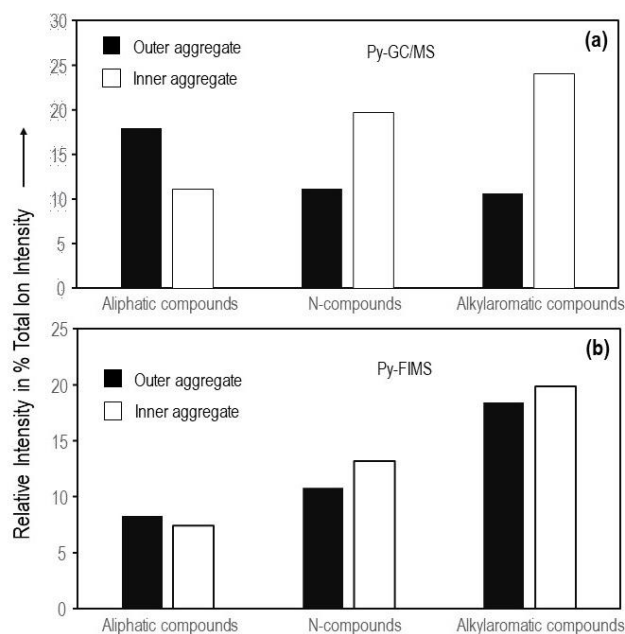 Relative Intensity in % Total Ion Intensity
30
25
20
15
10
5
0
Outer aggregate
Inner aggregate
Py-GC/MS
(a)
Aliphatic compounds
N-compounds
Alkylaromatic compounds
25
20
15
10
5
0
Outer aggregate
Inner aggregate
Py-FIMS
(b)
Aliphatic compounds
N-compounds
Alkylaromatic compounds